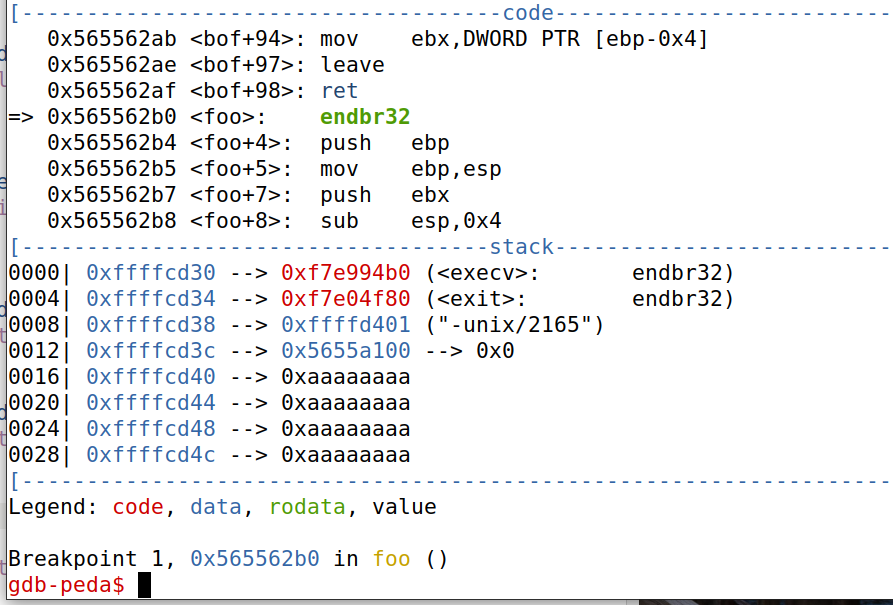 [-------------------------------------code--------------------------
   0x565562ab <bof+94>: mov    ebx,DWORD PTR [ebp-0x4]
   0x565562ae <bof+97>: leave
   0x565562af <bof+98>: ret
=> 0x565562b0 <foo>:    endbr32
   0x565562b4 <foo+4>:  push   ebp
   0x565562b5 <foo+5>:  mov    ebp,esp
   0x565562b7 <foo+7>:  push   ebx
   0x565562b8 <foo+8>:  sub    esp,0x4
[------------------------------------stack--------------------------
0000| 0xffffcd30 --> 0xf7e994b0 (<execv>:       endbr32)
0004| 0xffffcd34 --> 0xf7e04f80 (<exit>:        endbr32)
0008| 0xffffcd38 --> 0xffffd401 ("-unix/2165")
0012| 0xffffcd3c --> 0x5655a100 --> 0x0
0016| 0xffffcd40 --> 0xaaaaaaaa
0020| 0xffffcd44 --> 0xaaaaaaaa
0024| 0xffffcd48 --> 0xaaaaaaaa
0028| 0xffffcd4c --> 0xaaaaaaaa
[-------------------------------------------------------------------
Legend: code, data, rodata, value
Breakpoint 1, 0x565562b0 in foo ()
gdb-peda$